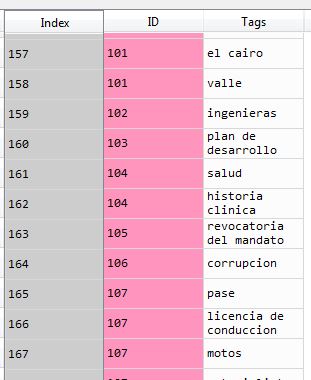 Index ID Tags
157 101 el cairo
158 101 valle
159 102 ingenieras
160 103 plan de
desarrollo
161 104 salud
162 104 historia
clinica
163 105 revocatoria
del mandato
164 106 corrupcion
165 107 pase
166 107 licencia de
conduccion
167 107 motos